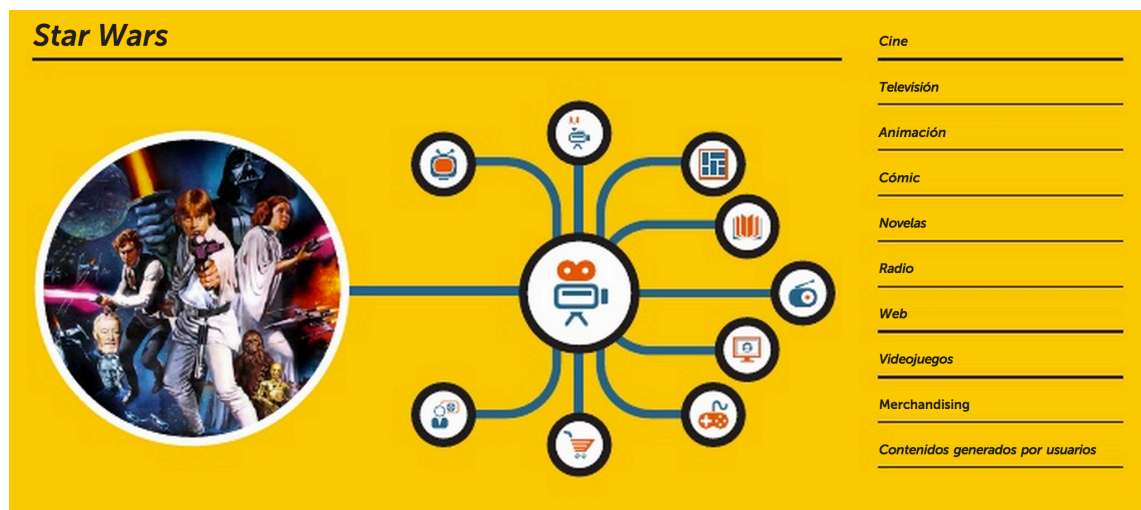 Star Wars
Cine
Televisión
Animación
Cómic
Novelas
Radio
Web
Videojuegos
Merchandising
Contenidos generados por usuarios